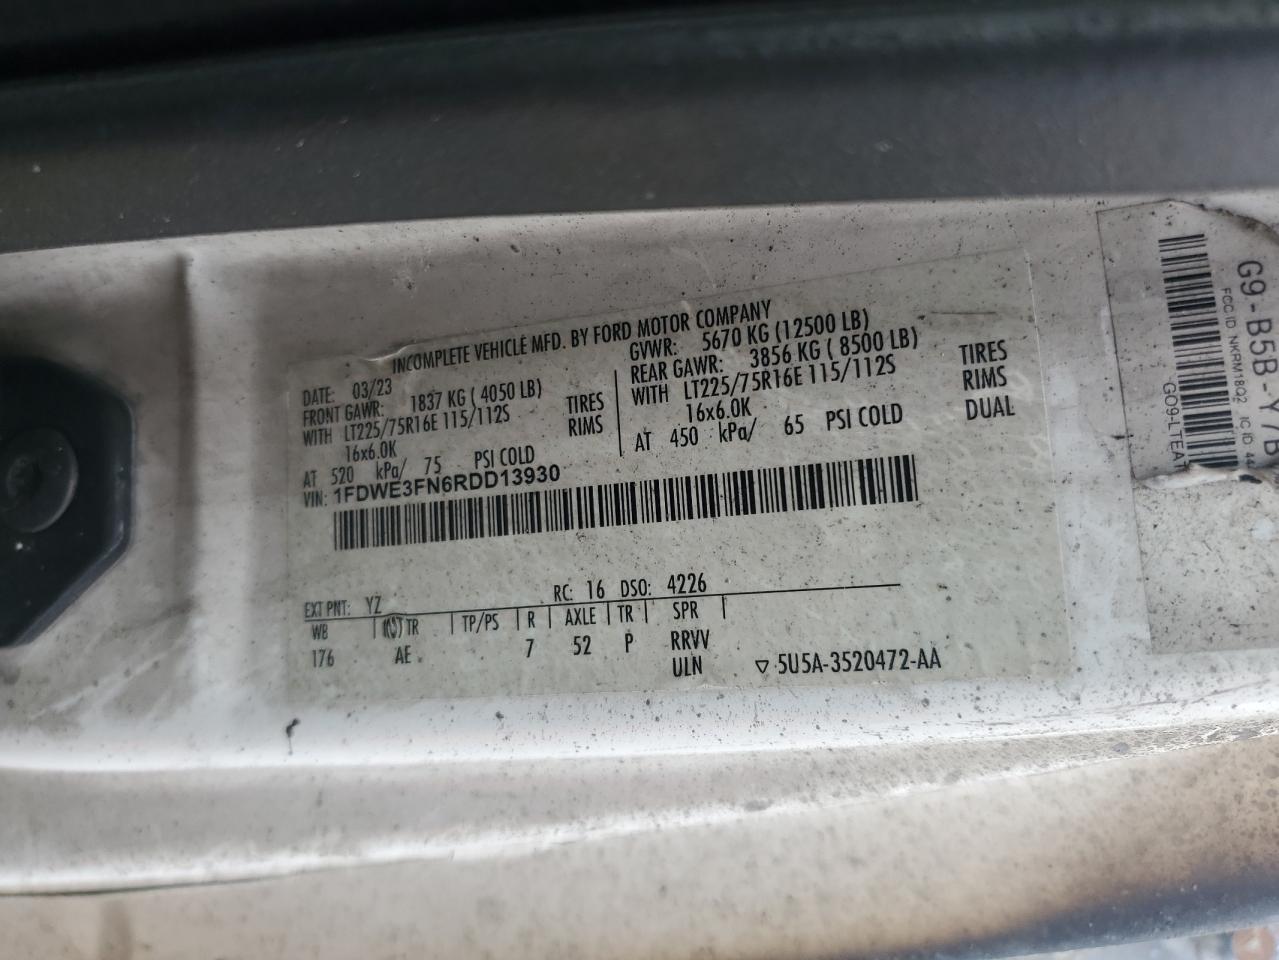 INCOMPLETE VEHICLE MFD. BY FORD MOTOR COMPANY
DATE: 03/23
GVWR: 5670 KG (12500 LB)
FRONT GAWR: 1837 KG ( 4050 LB)
REAR GAWR: 3856 KG ( 8500 LB)
WITH LT225/75R16E 115/112S TIRES
WITH LT225/75R16E 115/112S TIRES
16x6.0K RIMS
16x6.0K RIMS
AT 520 kPa/ 75 PSI COLD
AT 450 kPa/ 65 PSI COLD DUAL
VIN: 1FDWE3FN6RDD13930
EXT PNT: YZ RC: 16 DSO: 4226
WB TR TP/PS R AXLE TR SPR
176 AE 7 52 P RRVV
ULN 5U5A-3520472-AA
G9-B5B-Y7B
FCC ID NKRM18Q2 IC ID